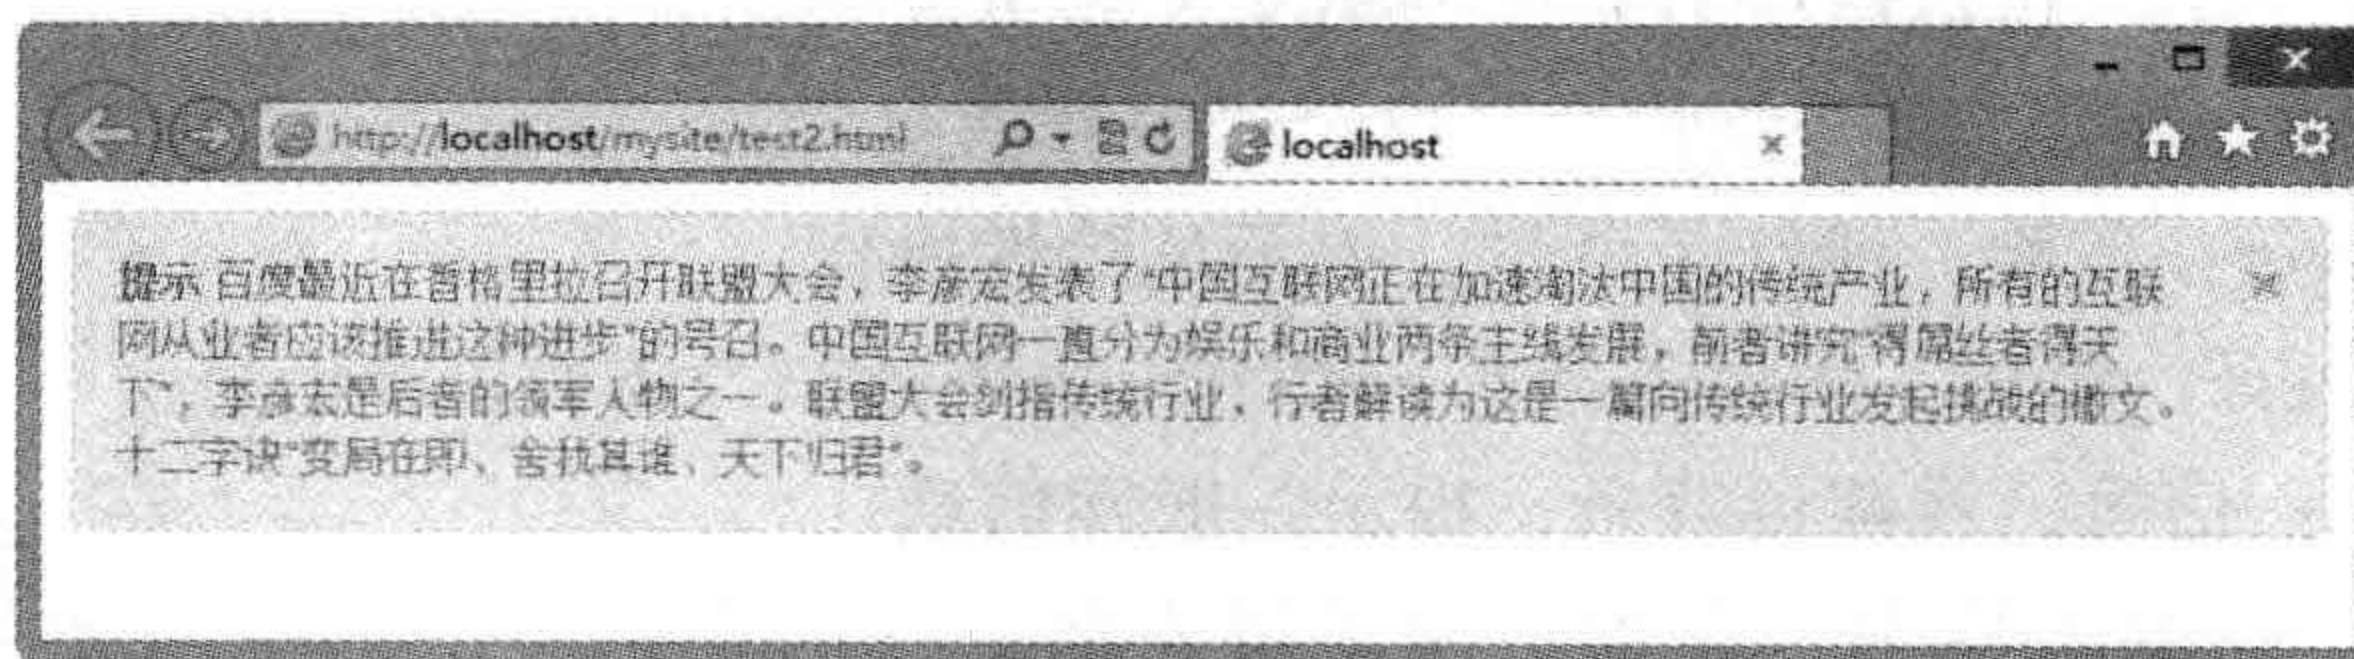 http://localhost/mysite/test2.html
localhost
提示 百度最近在香格里拉召开联盟大会，李彦宏发表了“中国互联网正在加速淘汰中国的传统产业，所有的互联
网从业者应该推进这种进步”的号召。中国互联网一直分为娱乐和商业两条主线发展，前者讲究“得屌丝者得天
下”，李彦宏是后者的领军人物之一。联盟大会剑指传统行业，行者解读为这是一篇向传统行业发起挑战的檄文。
十二字诀“变局在即、舍我其谁、天下归君”。